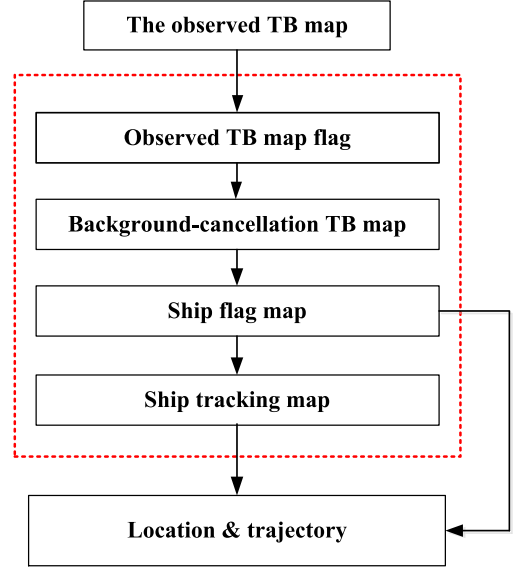 The observed TB map
Observed TB map flag
Background-cancellation TB map
Ship flag map
Ship tracking map
Location & trajectory